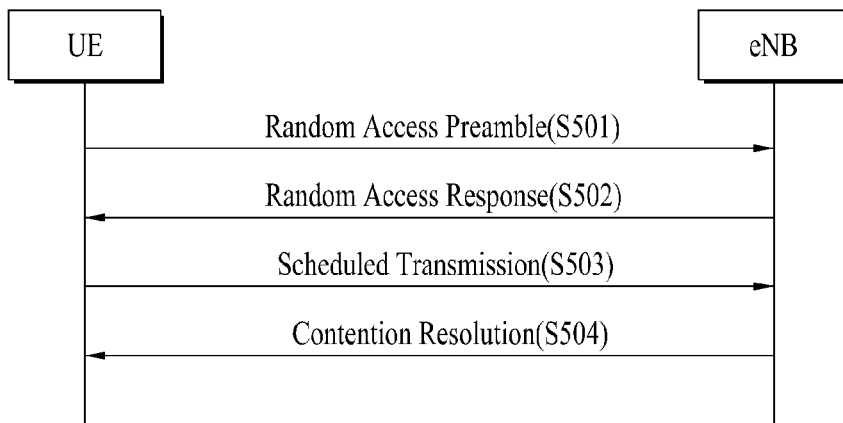 UE
eNB
Random Access Preamble(S501)
Random Access Response(S502)
Scheduled Transmission(S503)
Contention Resolution(S504)